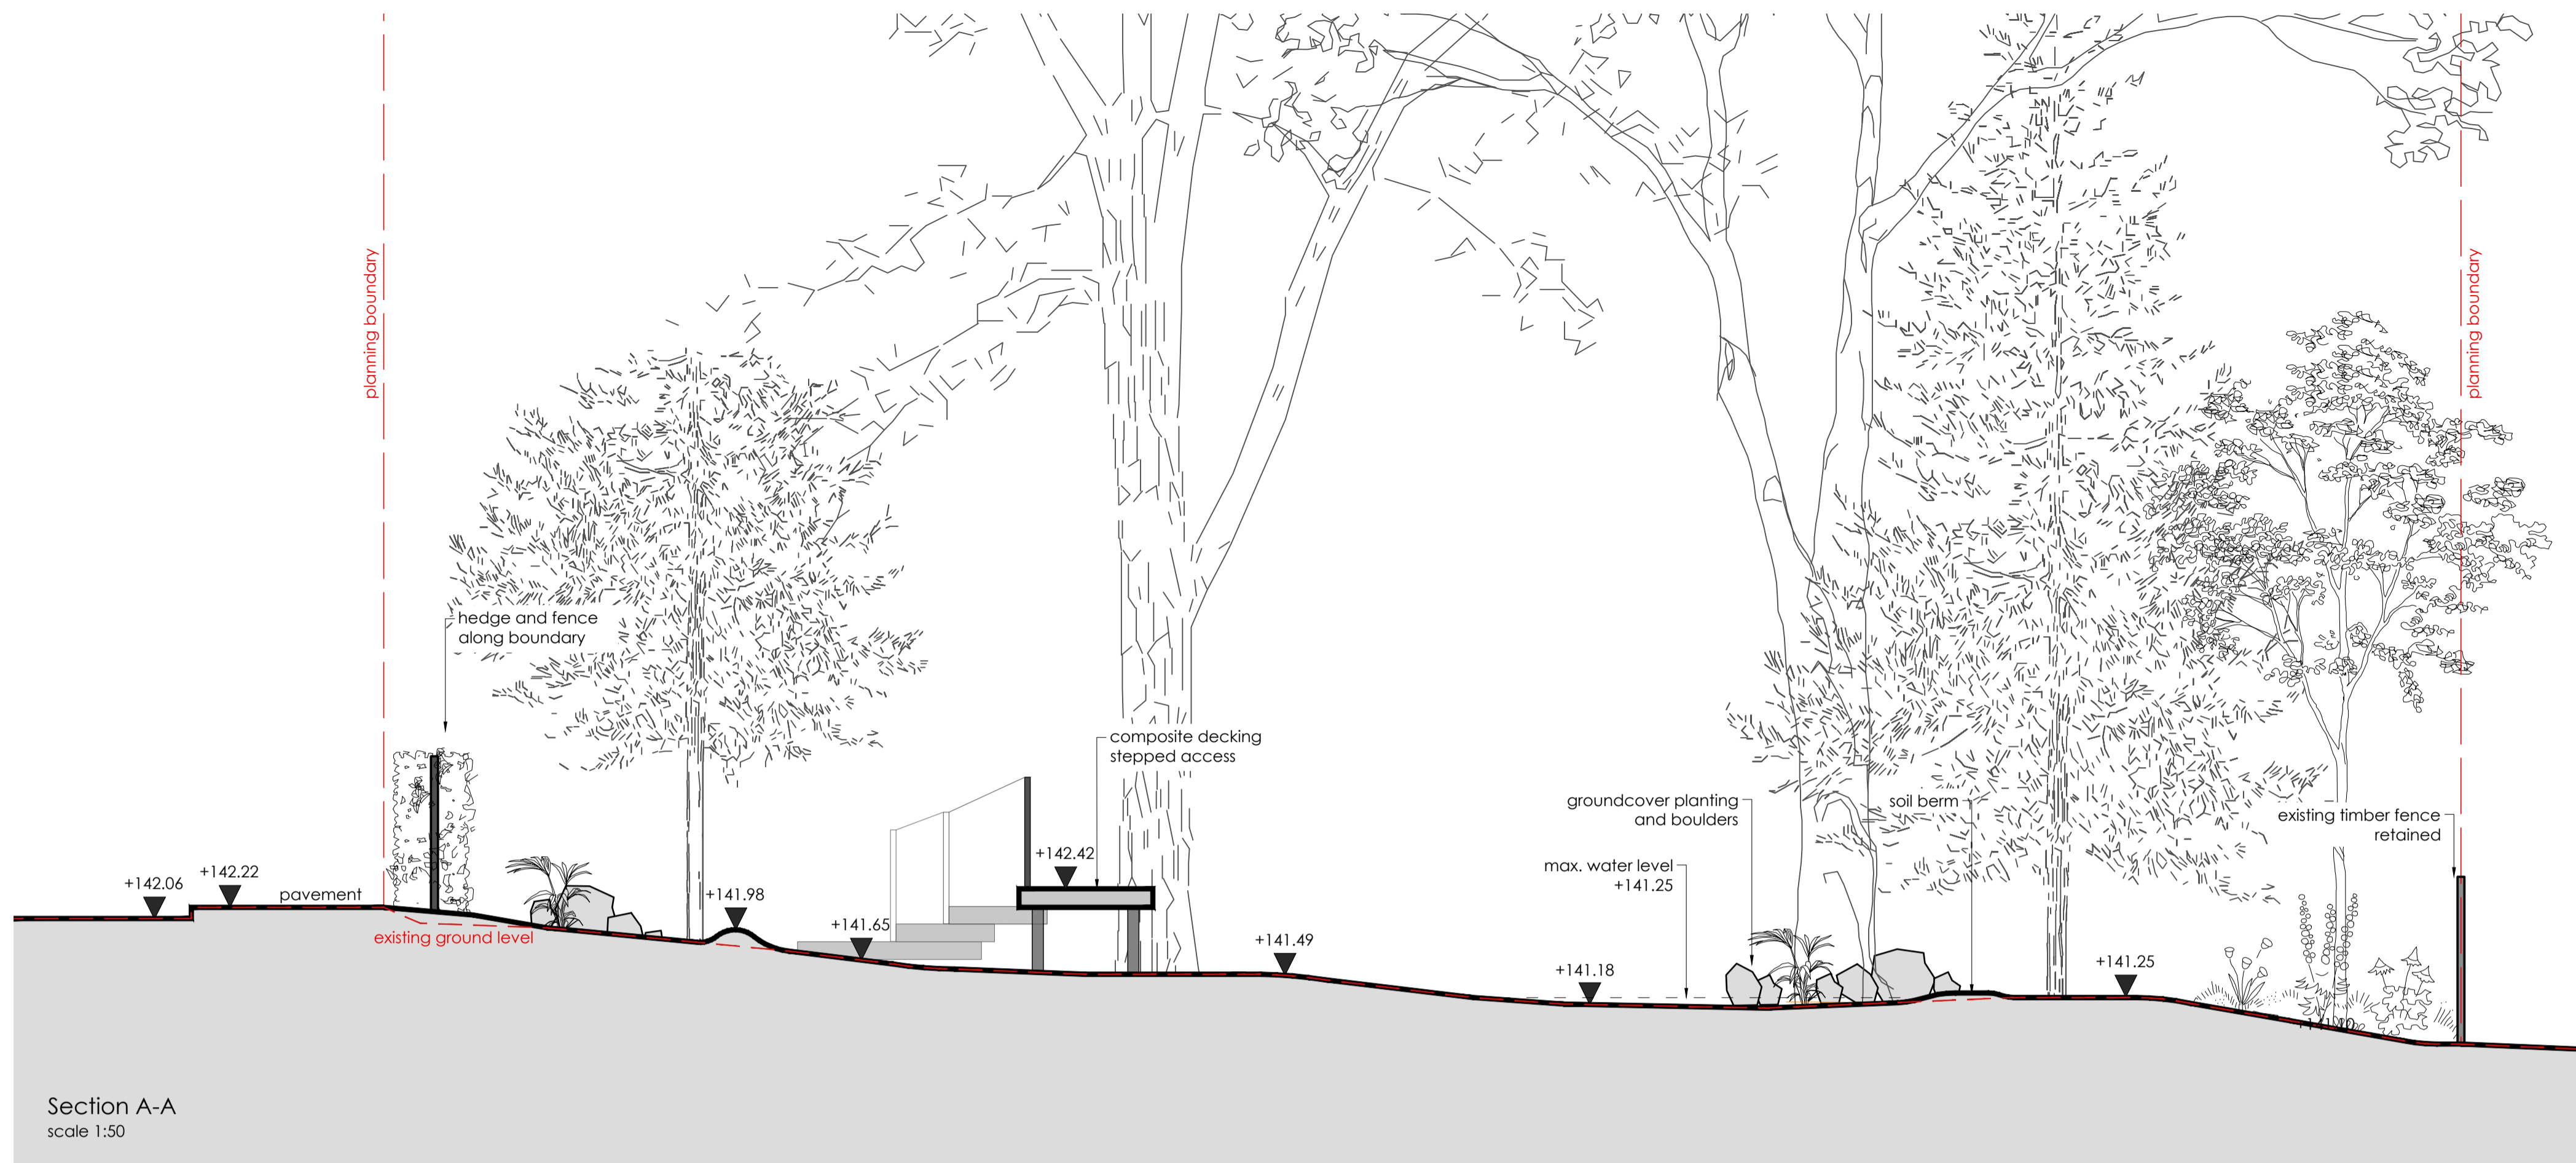 planning boundary
planning boundary
hedge and fence
along boundary
composite decking
stepped access
groundcover planting
and boulders
soil berm
existing timber fence
retained
max. water level
+141.25
+142.42
+142.06
+142.22
pavement
+141.98
+141.65
existing ground level
+141.49
+141.18
+141.25
Section A-A
scale 1:50